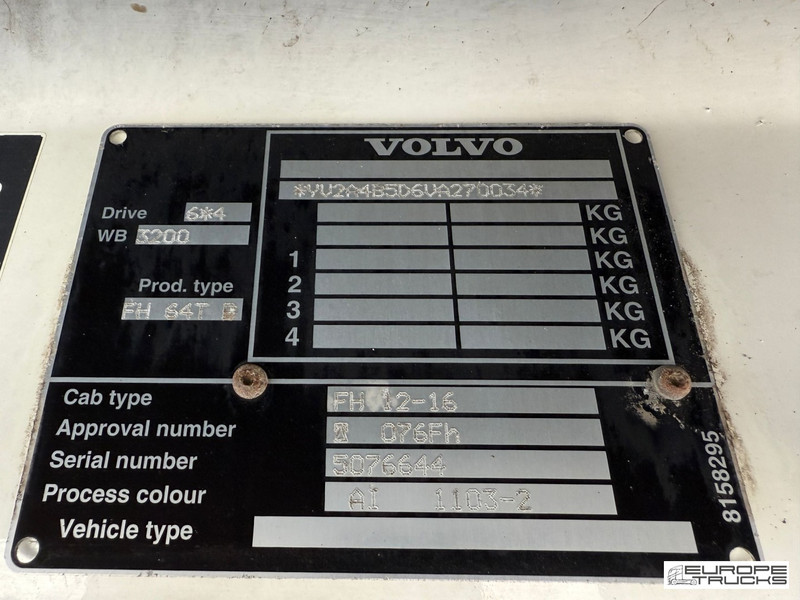 VOLVO
*YV2A4B5D6VA270034*
Drive 6*4
WB 3200
KG
KG
1 KG
2 KG
3 KG
4 KG
Prod. type
FH 64T
Cab type FH 12-16
Approval number 076Fh
Serial number 5076644
Process colour AI 1103-2
Vehicle type
8158295
EUROPE
TRUCKS